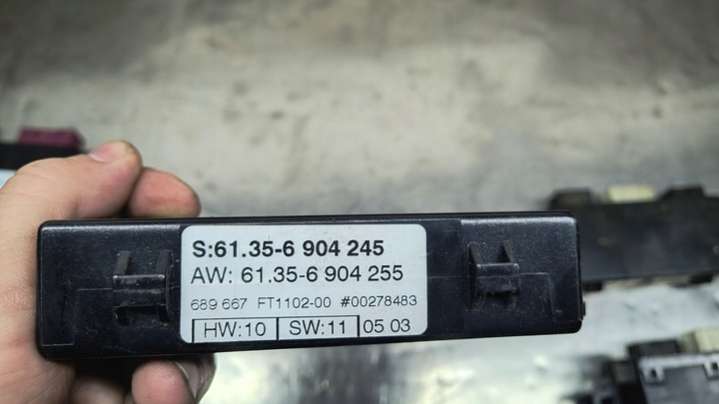 S:61.35-6 904 245
AW: 61.35-6 904 255
689 667 FT1102-00 #00278483
HW:10 SW:11 05 03